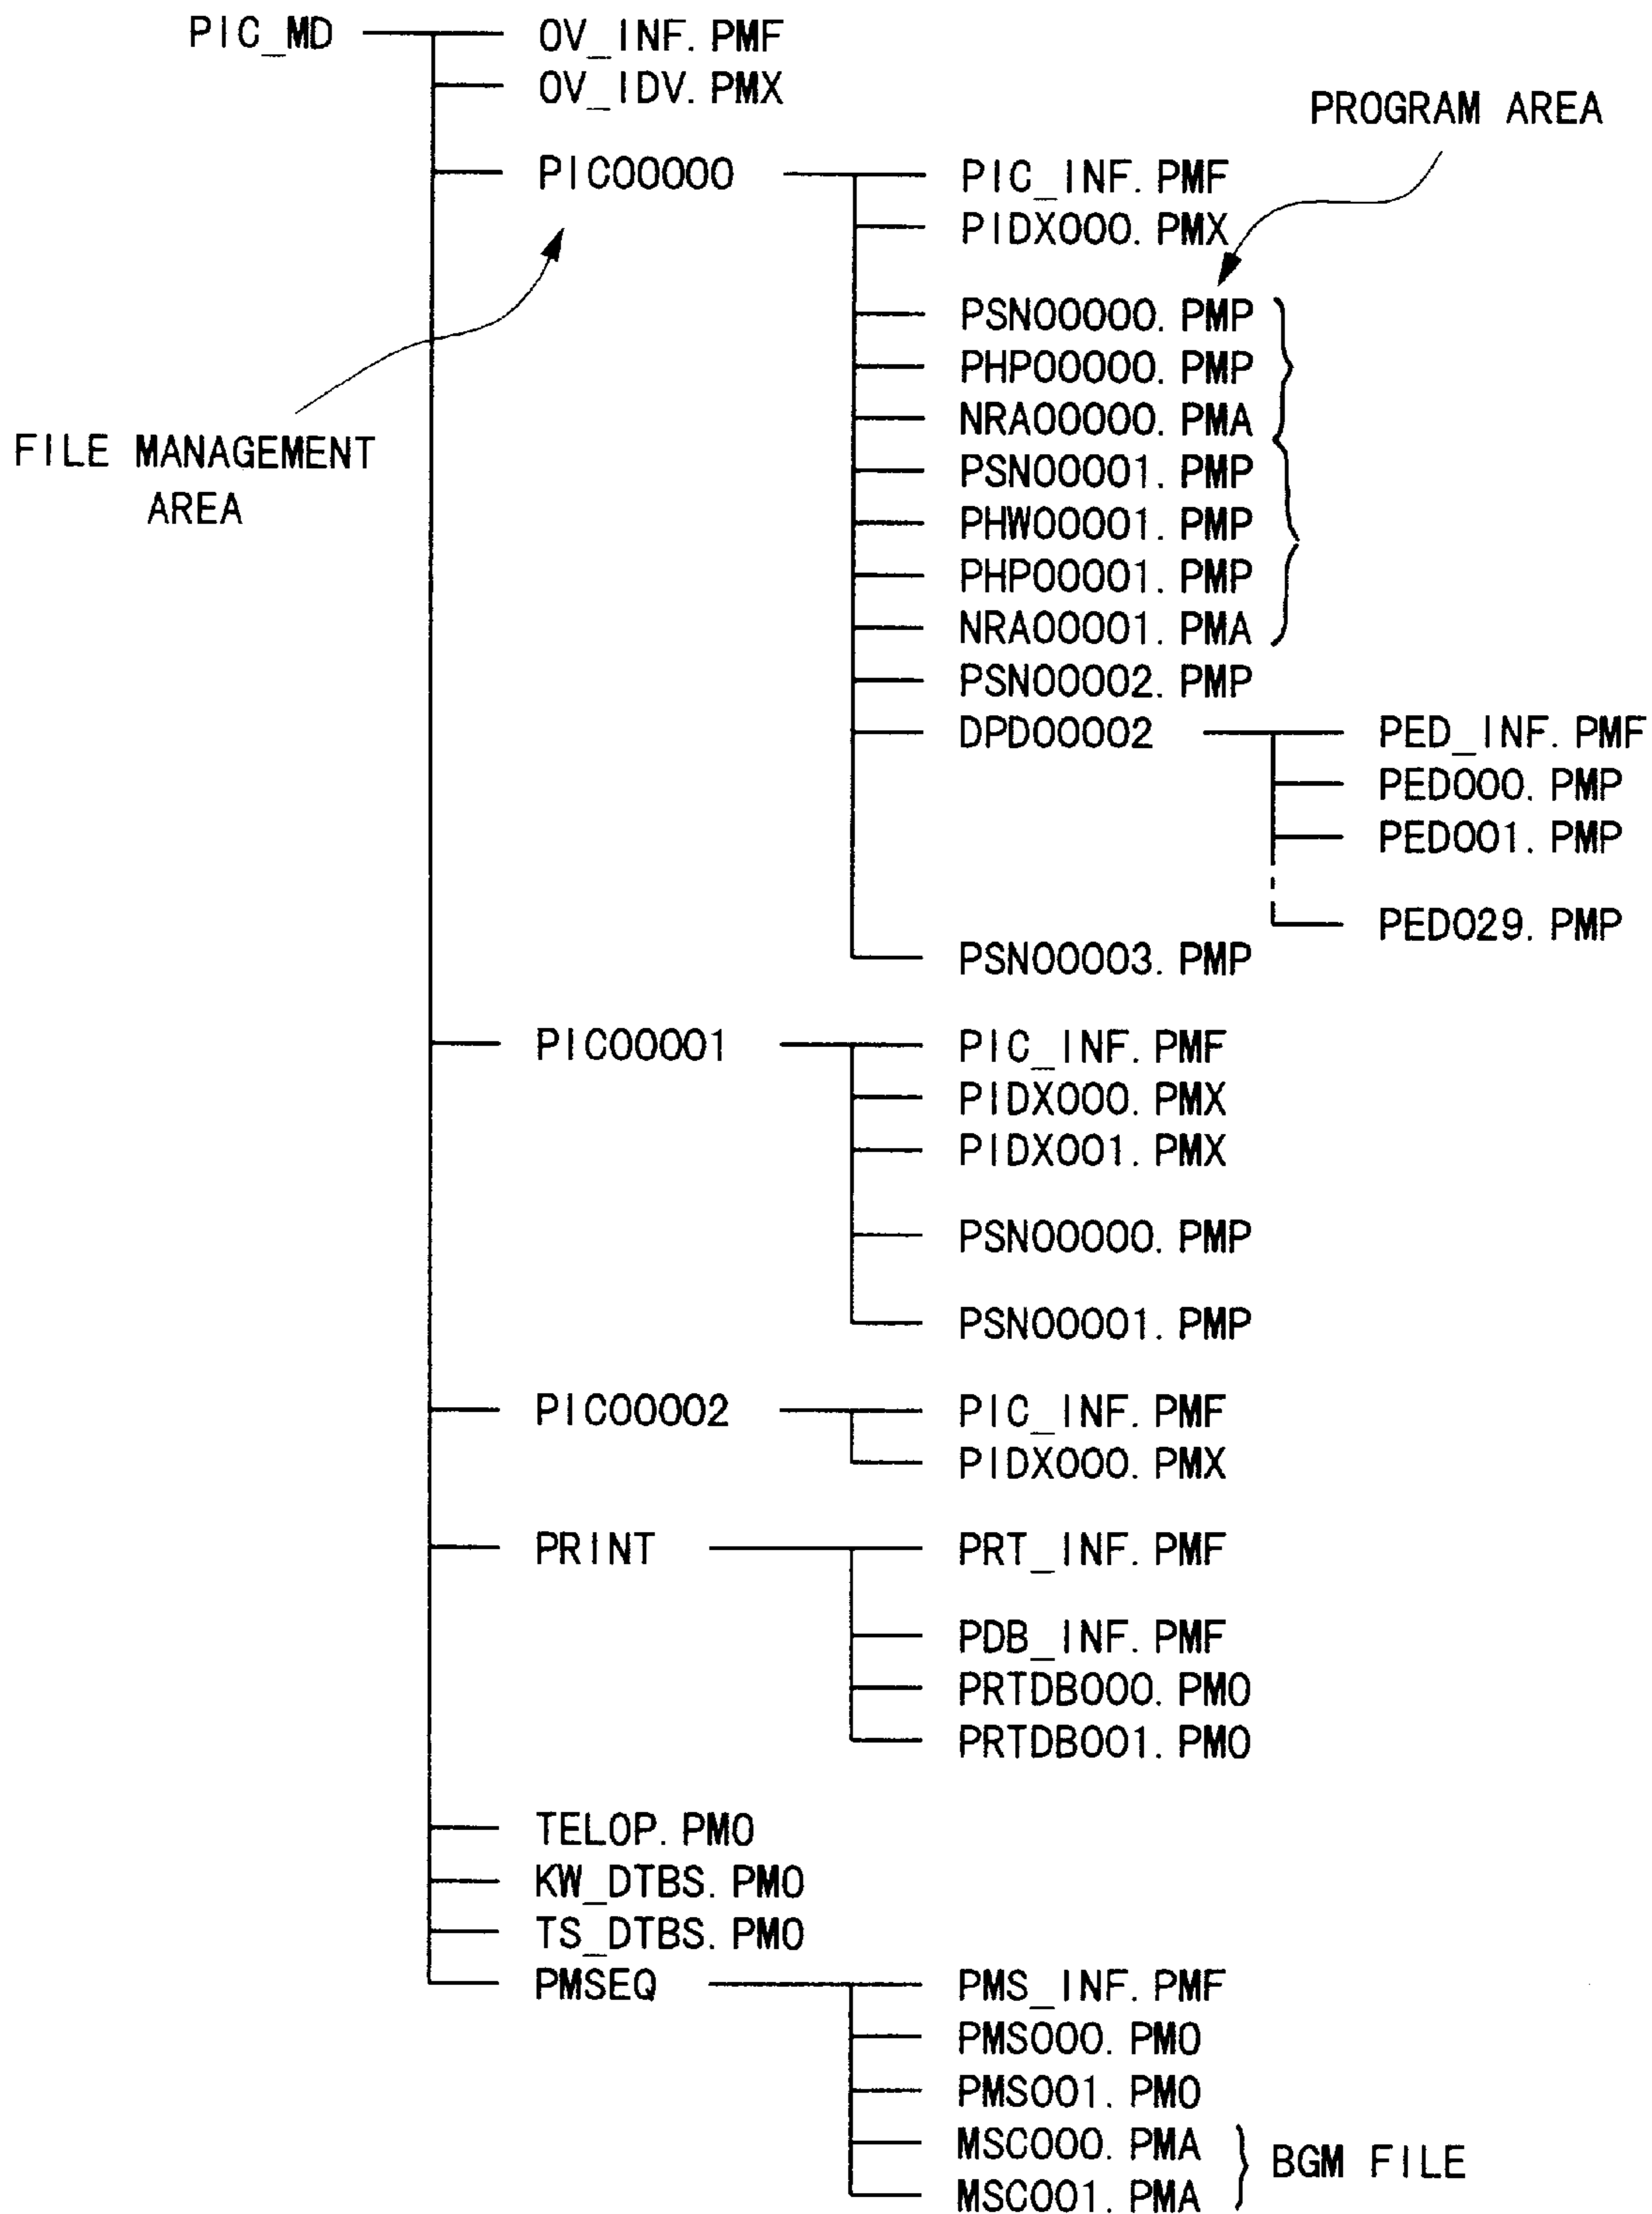 PIC_MD
OV_INF.PMF
OV_IDV.PMX
PROGRAM AREA
PIC00000
PIC_INF.PMF
PIDX000.PMX
PSN00000.PMP
PHP00000.PMP
NRA00000.PMA
FILE MANAGEMENT
AREA
PSN00001.PMP
PHW00001.PMP
PHP00001.PMP
NRA00001.PMA
PSN00002.PMP
DPD00002
PED_INF.PMF
PED000.PMP
PED001.PMP
PED029.PMP
PSN00003.PMP
PIC00001
PIC_INF.PMF
PIDX000.PMX
PIDX001.PMX
PSN00000.PMP
PSN00001.PMP
PIC00002
PIC_INF.PMF
PIDX000.PMX
PRINT
PRT_INF.PMF
PDB_INF.PMF
PRTDB000.PMO
PRTDB001.PMO
TELOP.PMO
KW_DTBS.PMO
TS_DTBS.PMO
PMSEQ
PMS_INF.PMF
PMS000.PMO
PMS001.PMO
MSC000.PMA
MSC001.PMA
BGM FILE